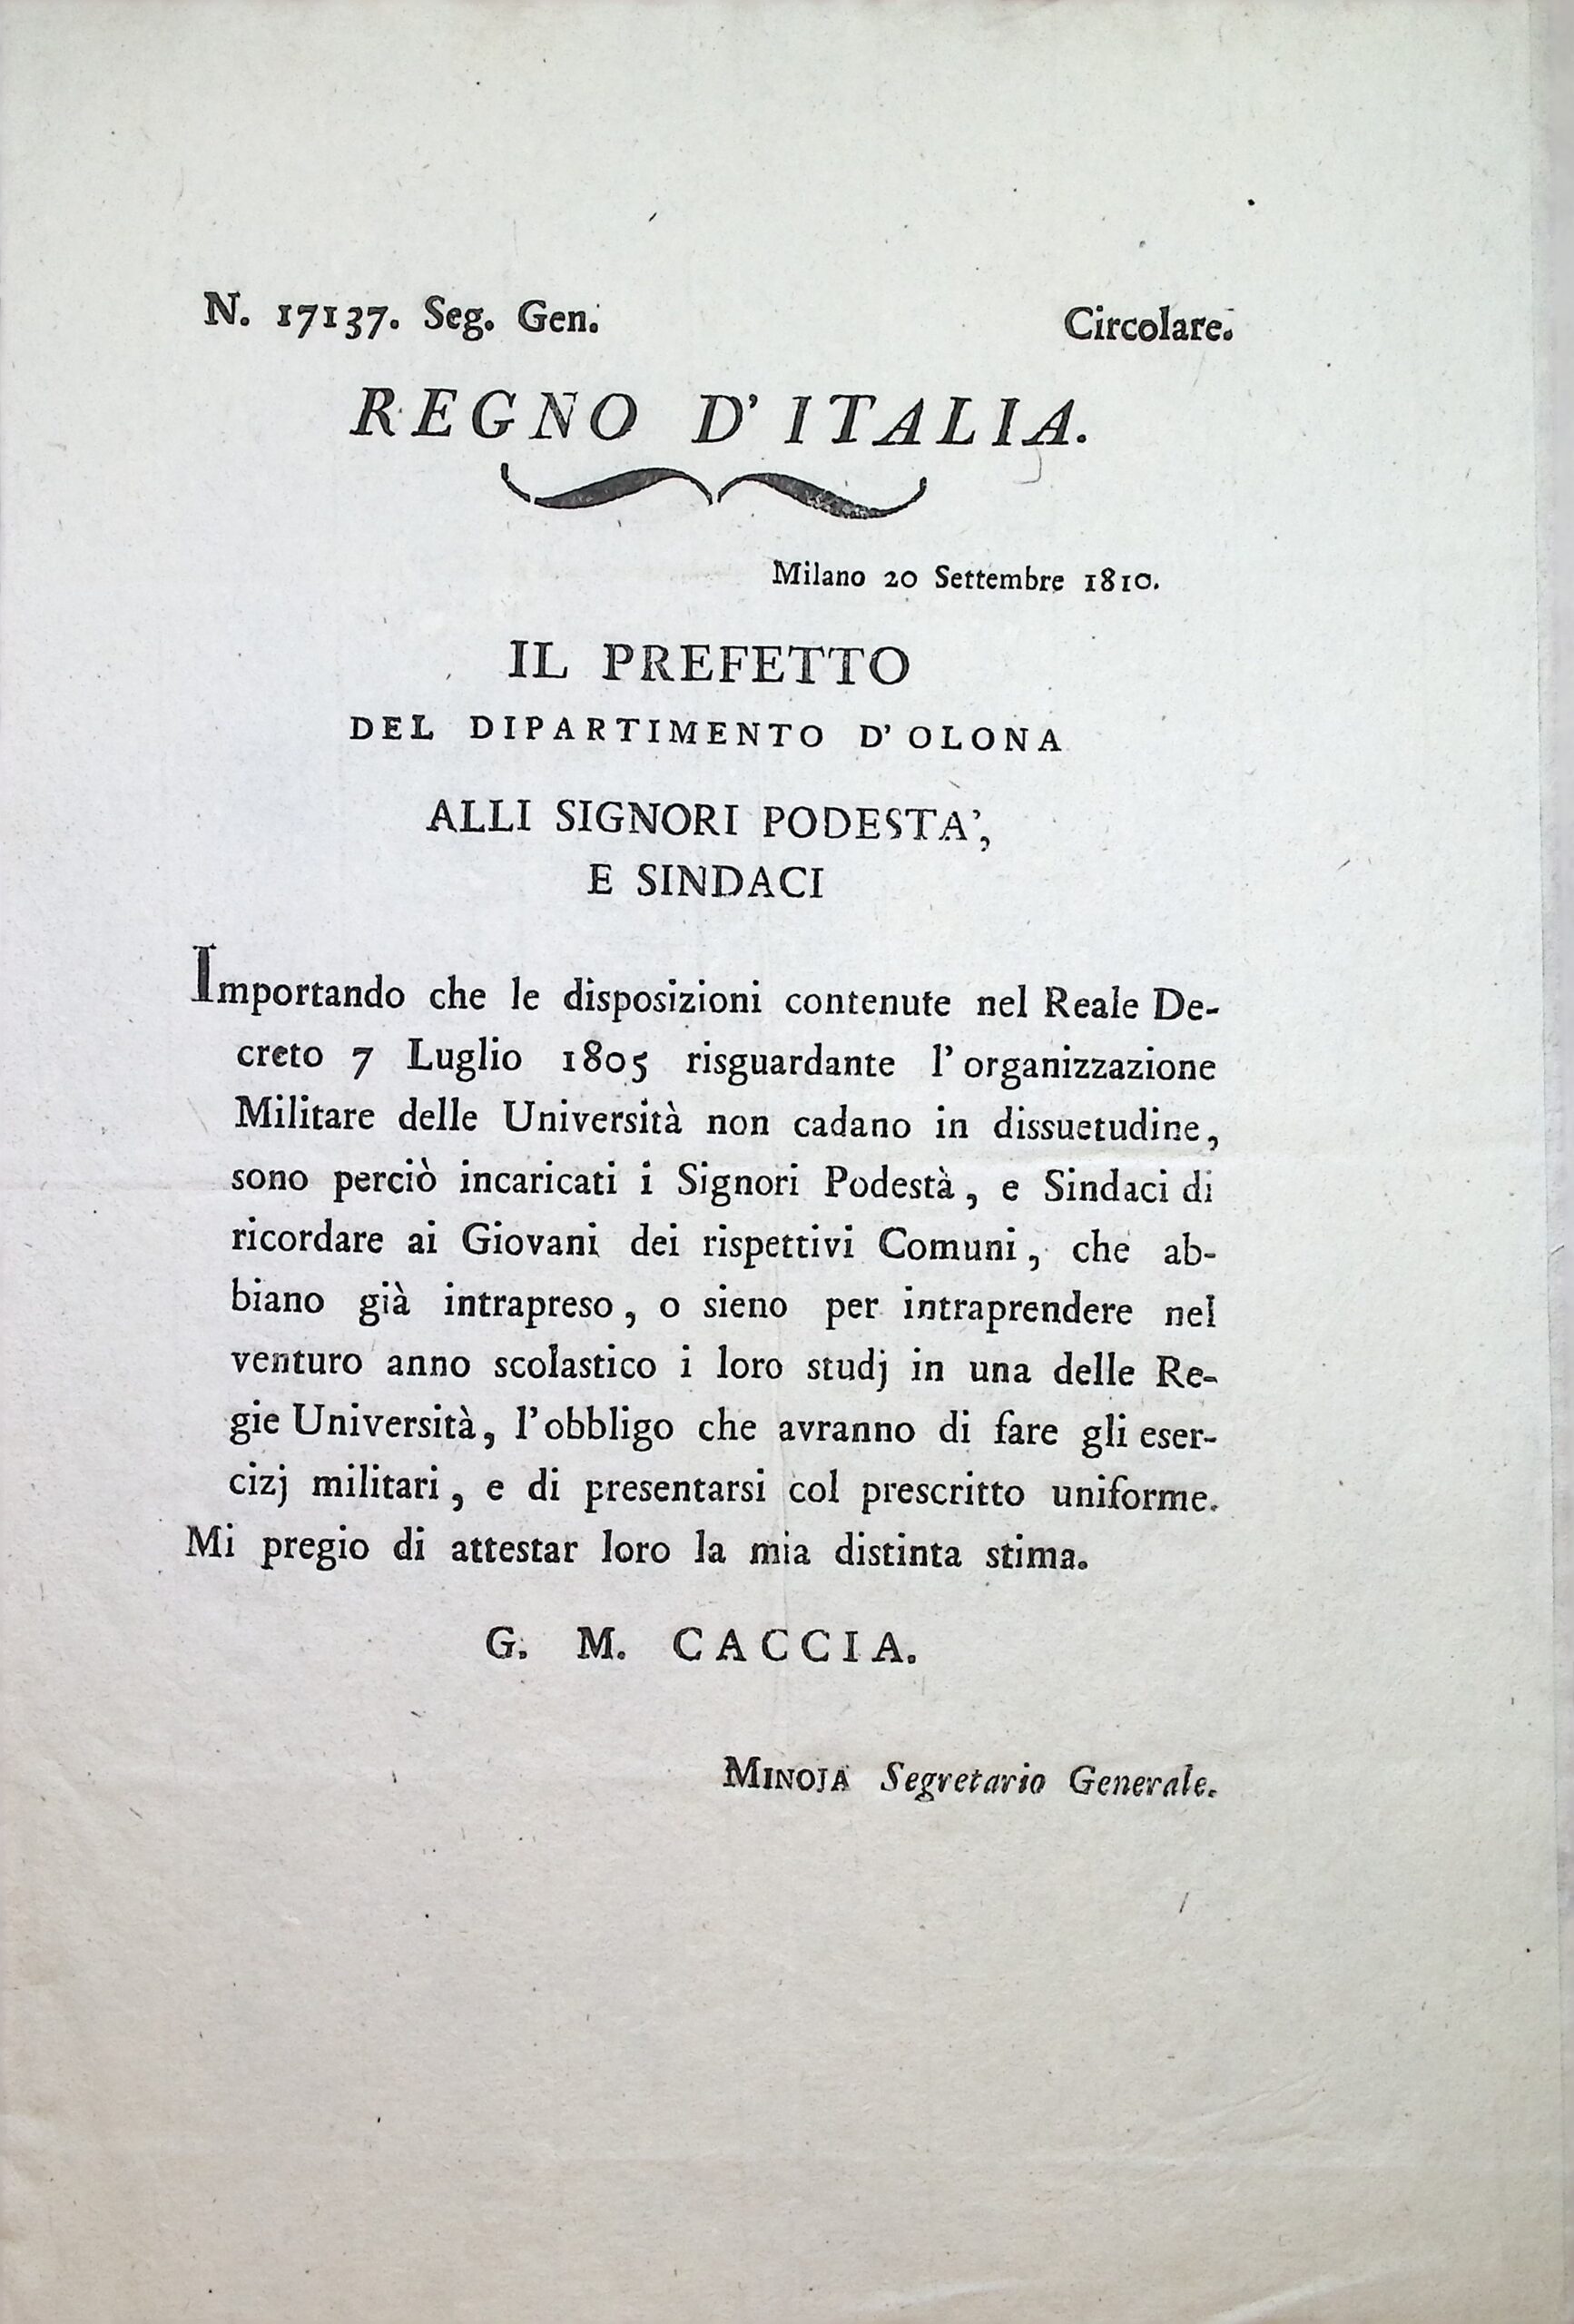 N. 17137. Seg. Gen. Circolare.
REGNO D'ITALIA.
Milano 20 Settembre 1810.
IL PREFETTO
DEL DIPARTIMENTO D'OLONA
ALLI SIGNORI PODESTA',
E SINDACI
Importando che le disposizioni contenute nel Reale De-
creto 7 Luglio 1805 risguardante l'organizzazione
Militare delle Università non cadano in dissuetudine,
sono perciò incaricati i Signori Podestà, e Sindaci di
ricordare ai Giovani dei rispettivi Comuni, che ab-
biano già intrapreso, o sieno per intraprendere nel
venturo anno scolastico i loro studj in una delle Re-
gie Università, l'obbligo che avranno di fare gli eser-
cizj militari, e di presentarsi col prescritto uniforme.
Mi pregio di attestar loro la mia distinta stima.
G. M. CACCIA.
MINOJA Segretario Generale.